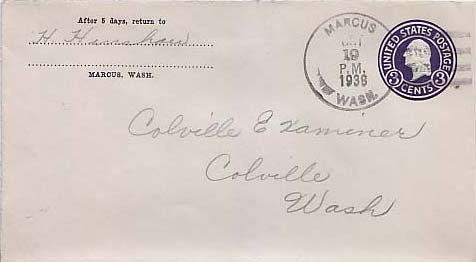 After 5 days, return to
H
MARCUS, WASH.
MARCUS
19
P.M.
1936
WASH.
UNITED STATES POSTAGE
3 CENTS 3
Colville Examiner
Colville
Wash